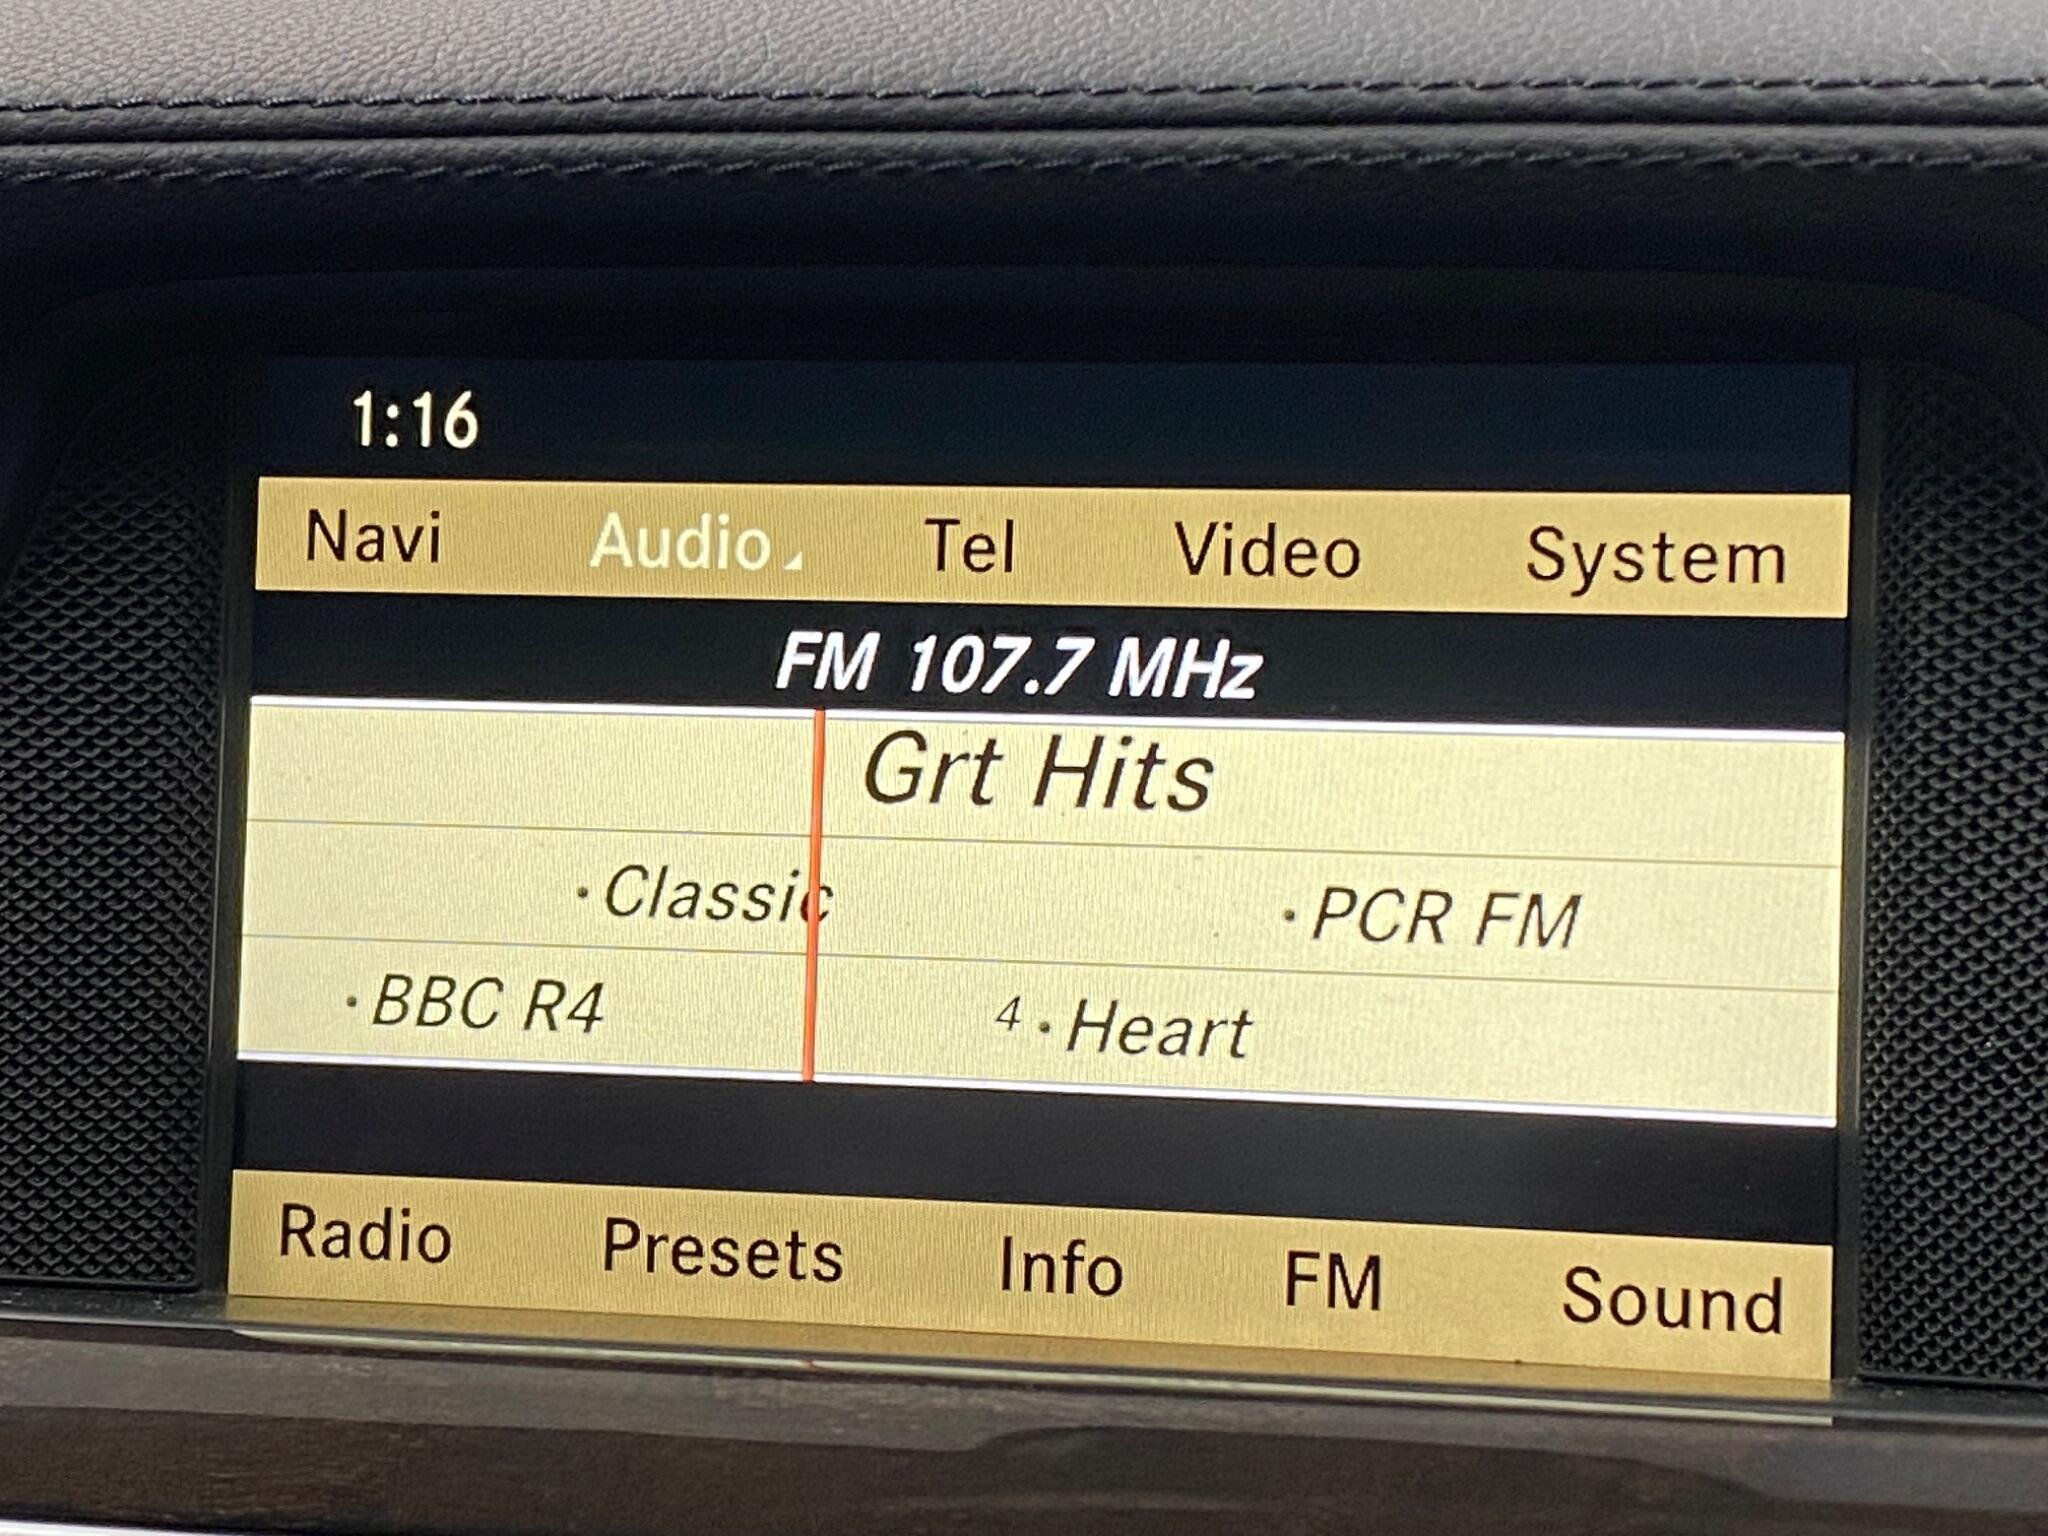 1:16
Navi Audio Tel Video System
FM 107.7 MHz
Grt Hits
·Classic ·PCR FM
·BBC R4 4·Heart
Radio Presets Info FM Sound